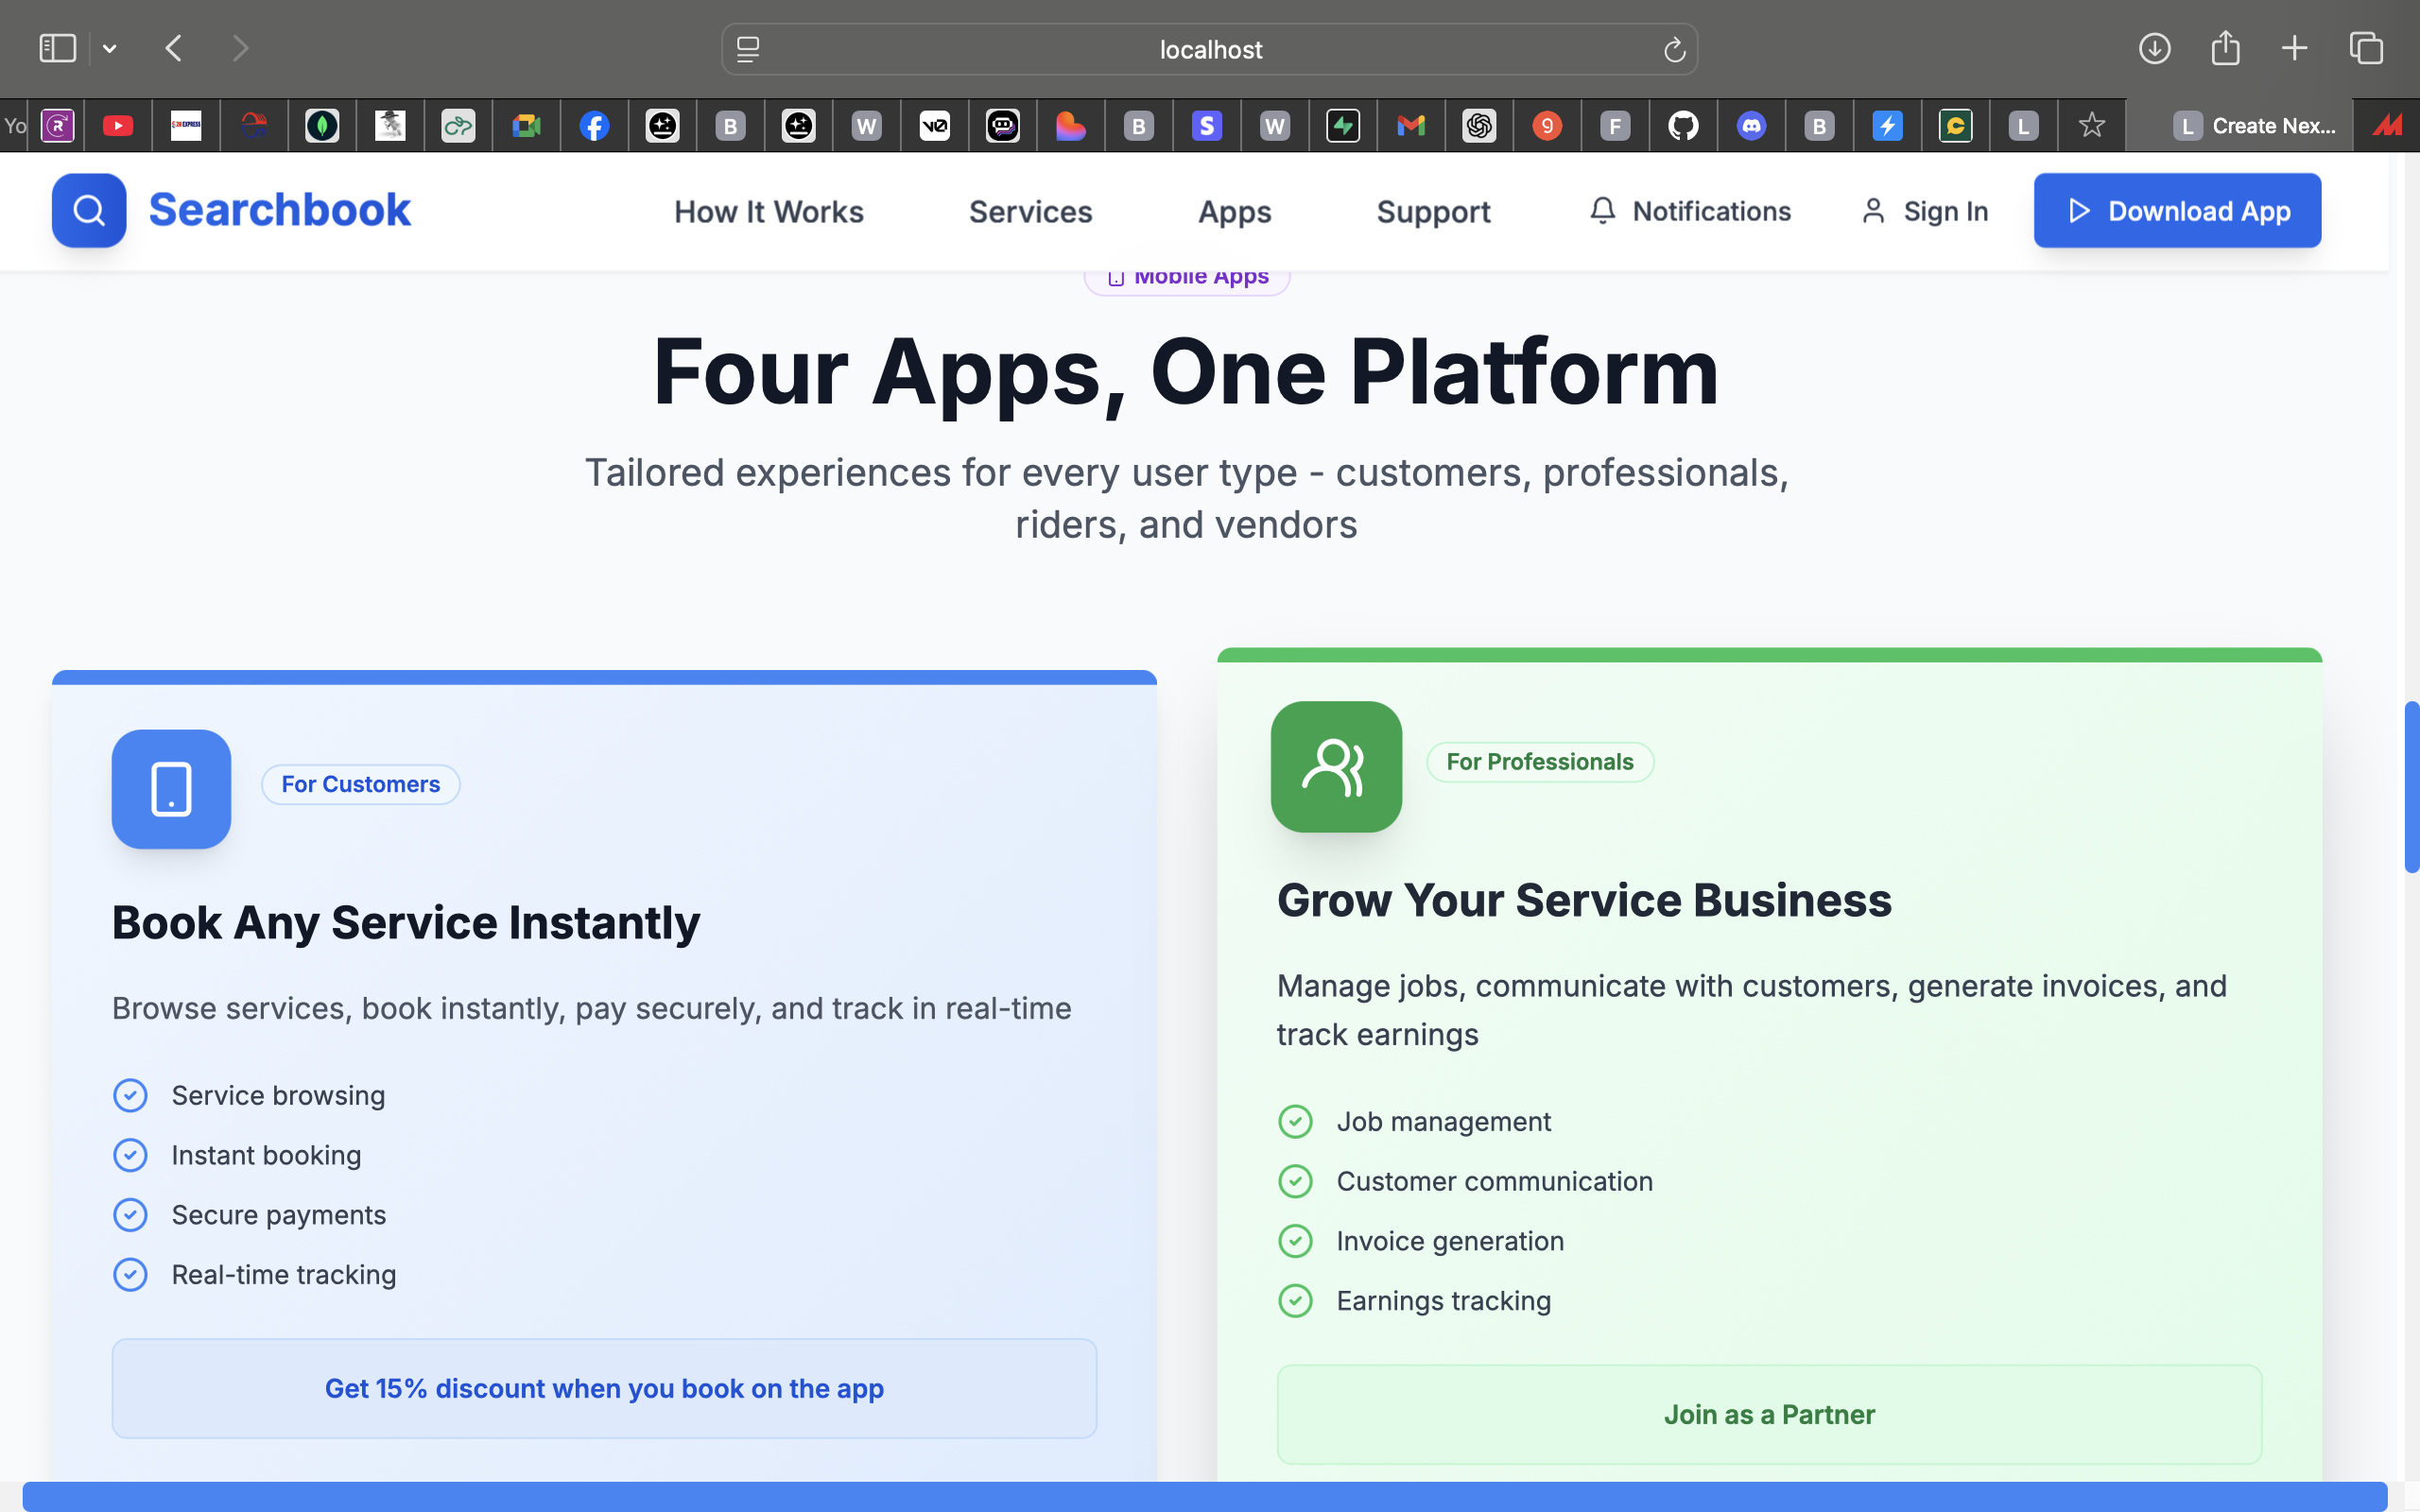 localhost
Yo
B
W
B
S
W
9
F
B
L
L Create Nex...
Searchbook
How It Works
Services
Apps
Support
Notifications
Sign In
Download App
Mobile Apps
Four Apps, One Platform
Tailored experiences for every user type - customers, professionals,
riders, and vendors
For Customers
Book Any Service Instantly
Browse services, book instantly, pay securely, and track in real-time
Service browsing
Instant booking
Secure payments
Real-time tracking
Get 15% discount when you book on the app
For Professionals
Grow Your Service Business
Manage jobs, communicate with customers, generate invoices, and
track earnings
Job management
Customer communication
Invoice generation
Earnings tracking
Join as a Partner